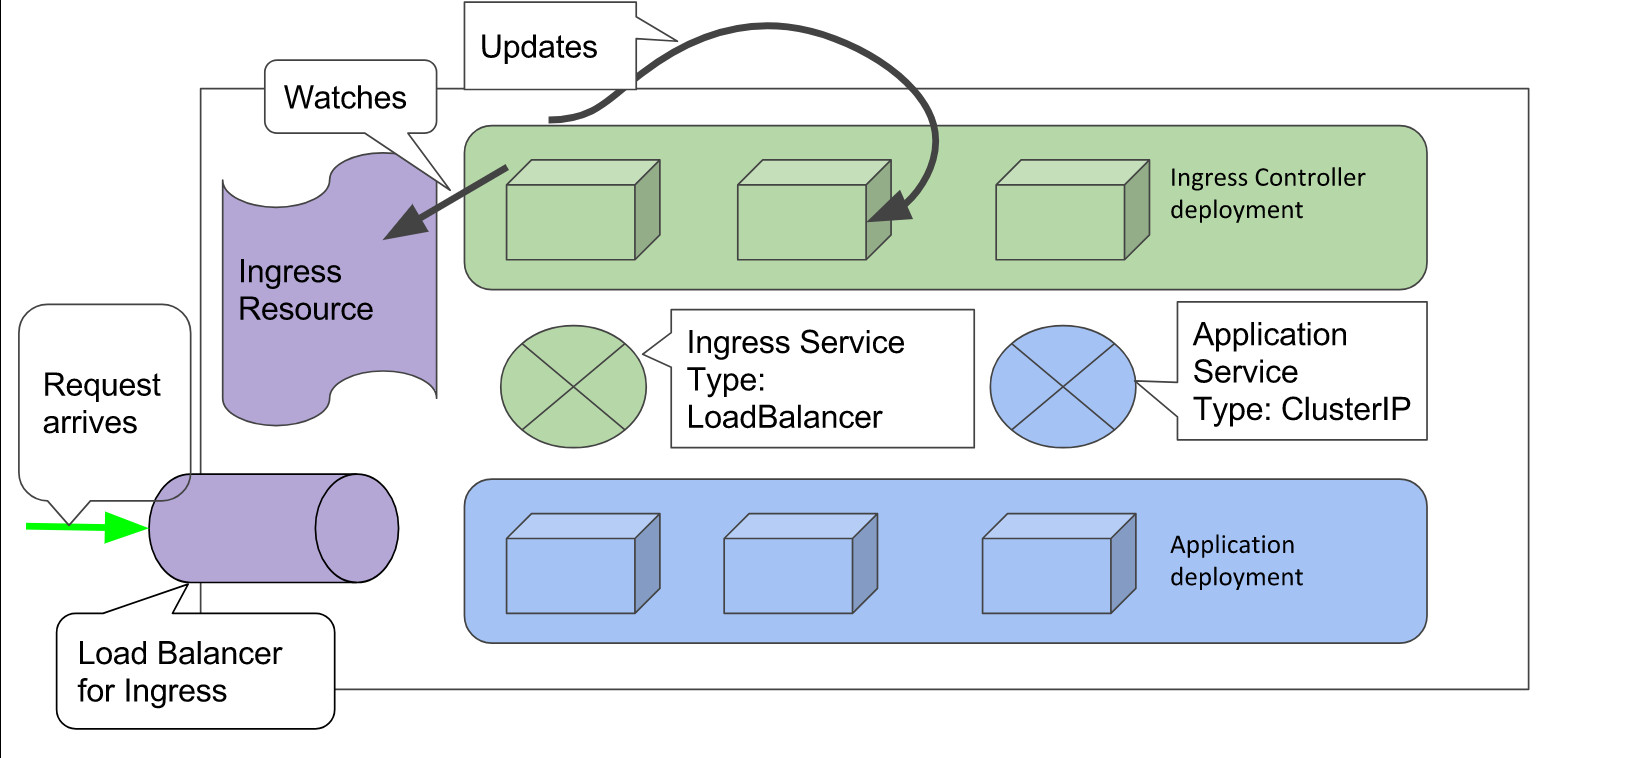 Updates
Watches
Ingress Controller
deployment
Ingress
Resource
Ingress Service
Type:
LoadBalancer
Application
Service
Type: ClusterIP
Request
arrives
Application
deployment
Load Balancer
for Ingress